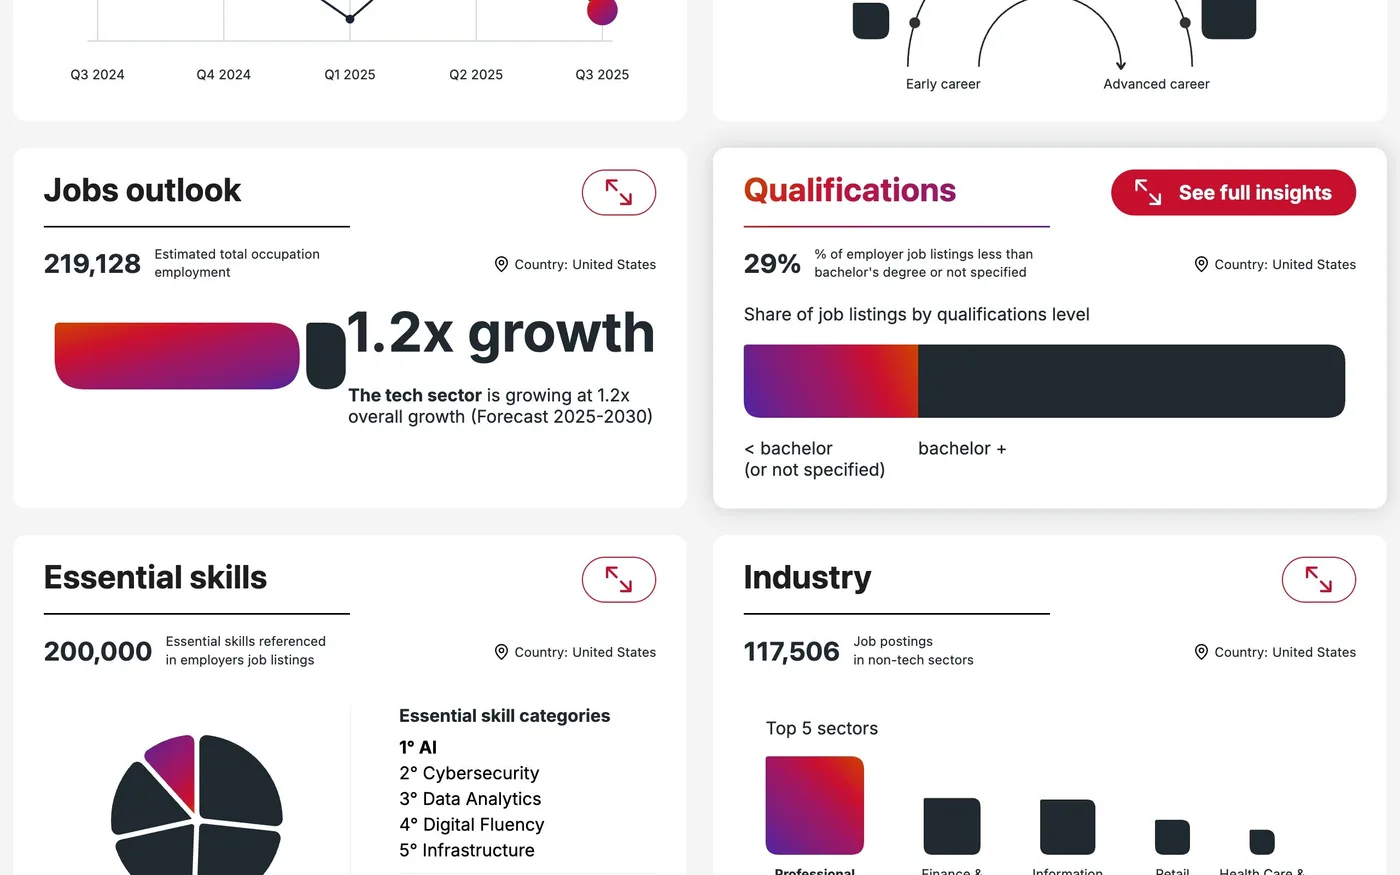 Q3 2024
Q4 2024
Q1 2025
Q2 2025
Q3 2025
Early career
Advanced career
Jobs outlook
219,128
Estimated total occupation
employment
Country: United States
1.2x growth
The tech sector is growing at 1.2x
overall growth (Forecast 2025-2030)
Qualifications
See full insights
29%
% of employer job listings less than
bachelor's degree or not specified
Country: United States
Share of job listings by qualifications level
< bachelor
(or not specified)
bachelor +
Essential skills
200,000
Essential skills referenced
in employers job listings
Country: United States
Essential skill categories
1° AI
2° Cybersecurity
3° Data Analytics
4° Digital Fluency
5° Infrastructure
Industry
117,506
Job postings
in non-tech sectors
Country: United States
Top 5 sectors
Professional
Finance &
Information
Retail
Health Care &